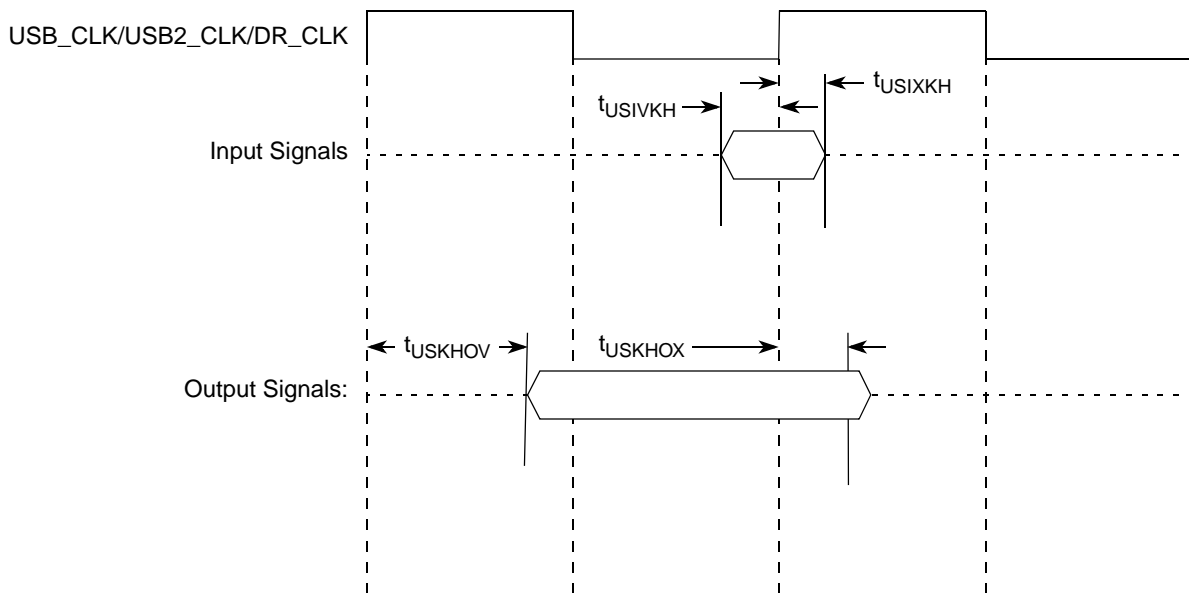 USB_CLK/USB2_CLK/DR_CLK
tUSIXKH
tUSIVKH
Input Signals
tUSKHOV
tUSKHOX
Output Signals: